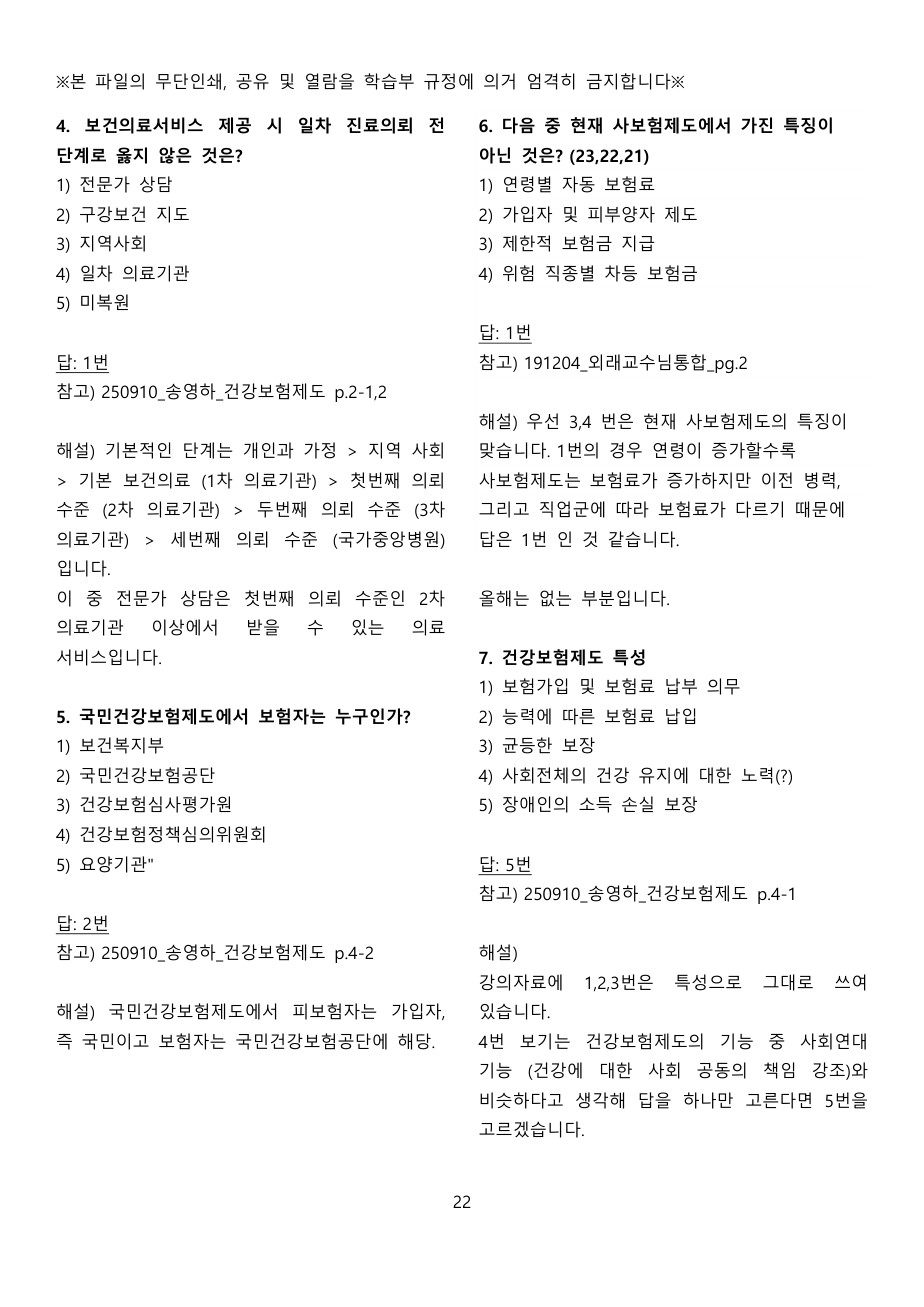 ※본 파일의 무단인쇄, 공유 및 열람을 학습부 규정에 의거 엄격히 금지합니다※
4. 보건의료서비스 제공 시 일차 진료의뢰 전
단계로 옳지 않은 것은?
1) 전문가 상담
2) 구강보건 지도
3) 지역사회
4) 일차 의료기관
5) 미복원
답: 1번
참고) 250910_송영하_건강보험제도 p.2-1,2
해설) 기본적인 단계는 개인과 가정 > 지역 사회
> 기본 보건의료 (1차 의료기관) > 첫번째 의뢰
수준 (2차 의료기관) > 두번째 의뢰 수준 (3차
의료기관) > 세번째 의뢰 수준 (국가중앙병원)
입니다.
이 중 전문가 상담은 첫번째 의뢰 수준인 2차
의료기관 이상에서 받을 수 있는 의료
서비스입니다.
5. 국민건강보험제도에서 보험자는 누구인가?
1) 보건복지부
2) 국민건강보험공단
3) 건강보험심사평가원
4) 건강보험정책심의위원회
5) 요양기관"
답: 2번
참고) 250910_송영하_건강보험제도 p.4-2
해설) 국민건강보험제도에서 피보험자는 가입자,
즉 국민이고 보험자는 국민건강보험공단에 해당.
6. 다음 중 현재 사보험제도에서 가진 특징이
아닌 것은? (23,22,21)
1) 연령별 자동 보험료
2) 가입자 및 피부양자 제도
3) 제한적 보험금 지급
4) 위험 직종별 차등 보험금
답: 1번
참고) 191204_외래교수님통합_pg.2
해설) 우선 3,4 번은 현재 사보험제도의 특징이
맞습니다. 1번의 경우 연령이 증가할수록
사보험제도는 보험료가 증가하지만 이전 병력,
그리고 직업군에 따라 보험료가 다르기 때문에
답은 1번 인 것 같습니다.
올해는 없는 부분입니다.
7. 건강보험제도 특성
1) 보험가입 및 보험료 납부 의무
2) 능력에 따른 보험료 납입
3) 균등한 보장
4) 사회전체의 건강 유지에 대한 노력(?)
5) 장애인의 소득 손실 보장
답: 5번
참고) 250910_송영하_건강보험제도 p.4-1
해설)
강의자료에 1,2,3번은 특성으로 그대로 쓰여
있습니다.
4번 보기는 건강보험제도의 기능 중 사회연대
기능 (건강에 대한 사회 공동의 책임 강조)와
비슷하다고 생각해 답을 하나만 고른다면 5번을
고르겠습니다.
22